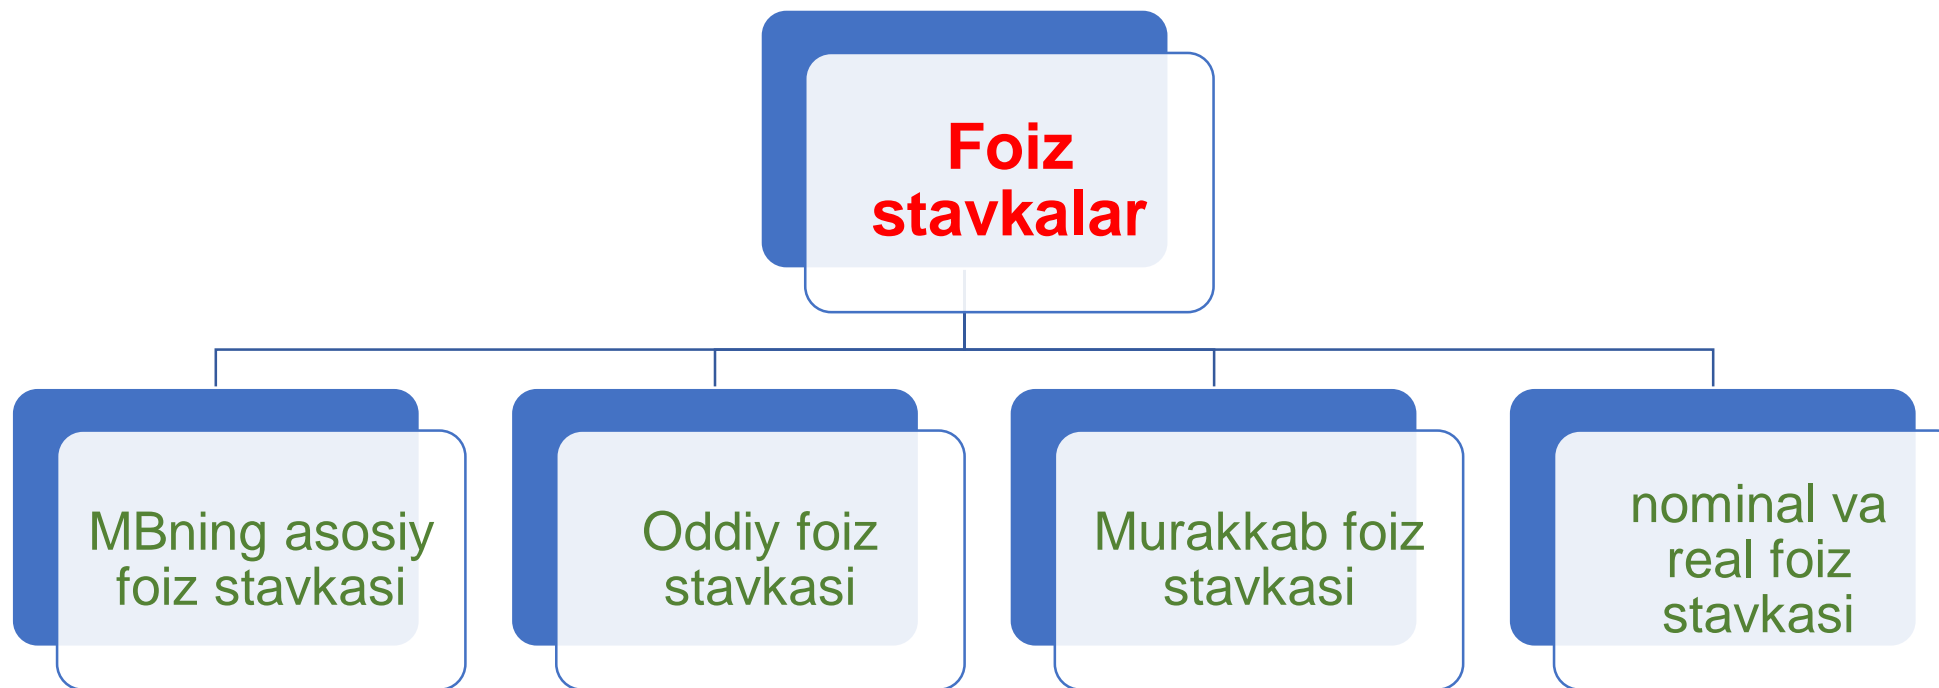 Foiz
stavkalar
MBning asosiy
foiz stavkasi
Oddiy foiz
stavkasi
Murakkab foiz
stavkasi
nominal va
real foiz
stavkasi